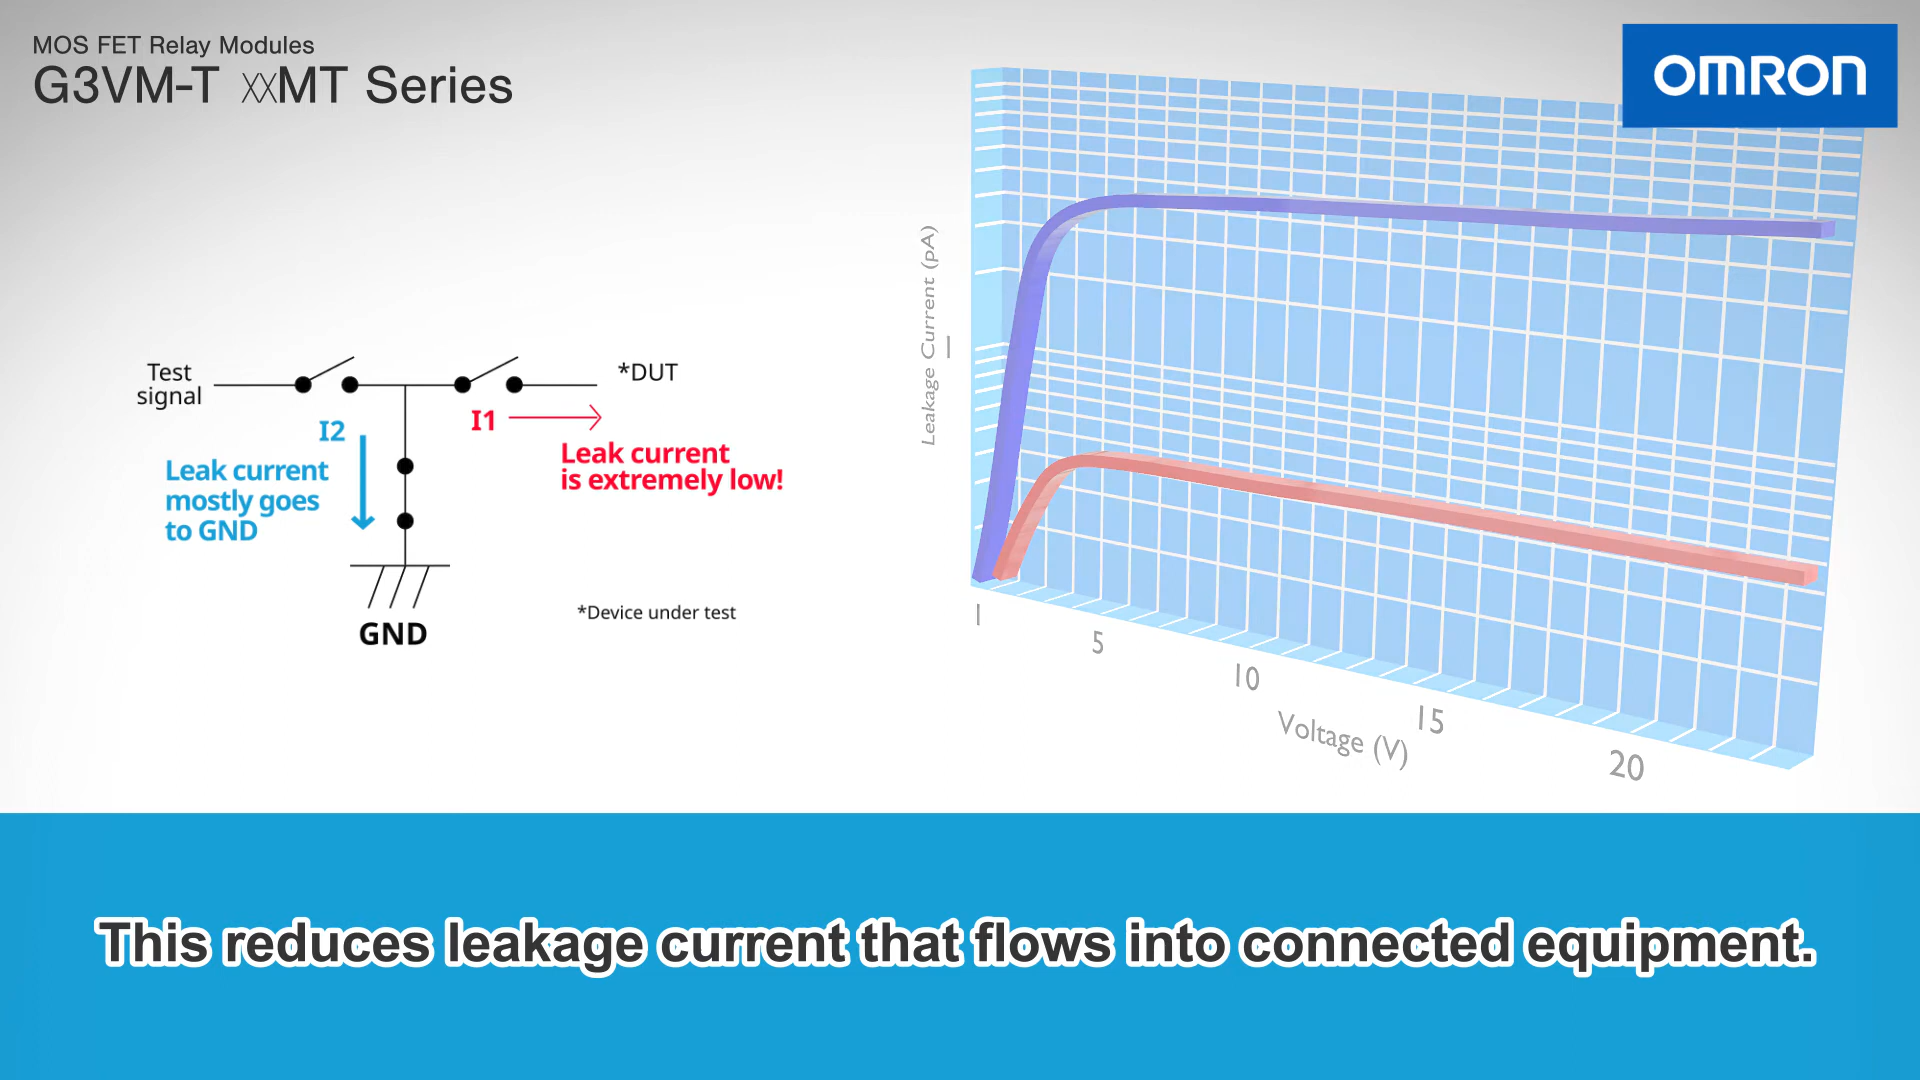 MOS FET Relay Modules
G3VM-T XXMT Series
OMRON
Test
signal
*DUT
I2
I1
Leak current
mostly goes
to GND
Leak current
is extremely low!
GND
*Device under test
Leakage Current (pA)
1
1
5
10
15
20
Voltage (V)
This reduces leakage current that flows into connected equipment.